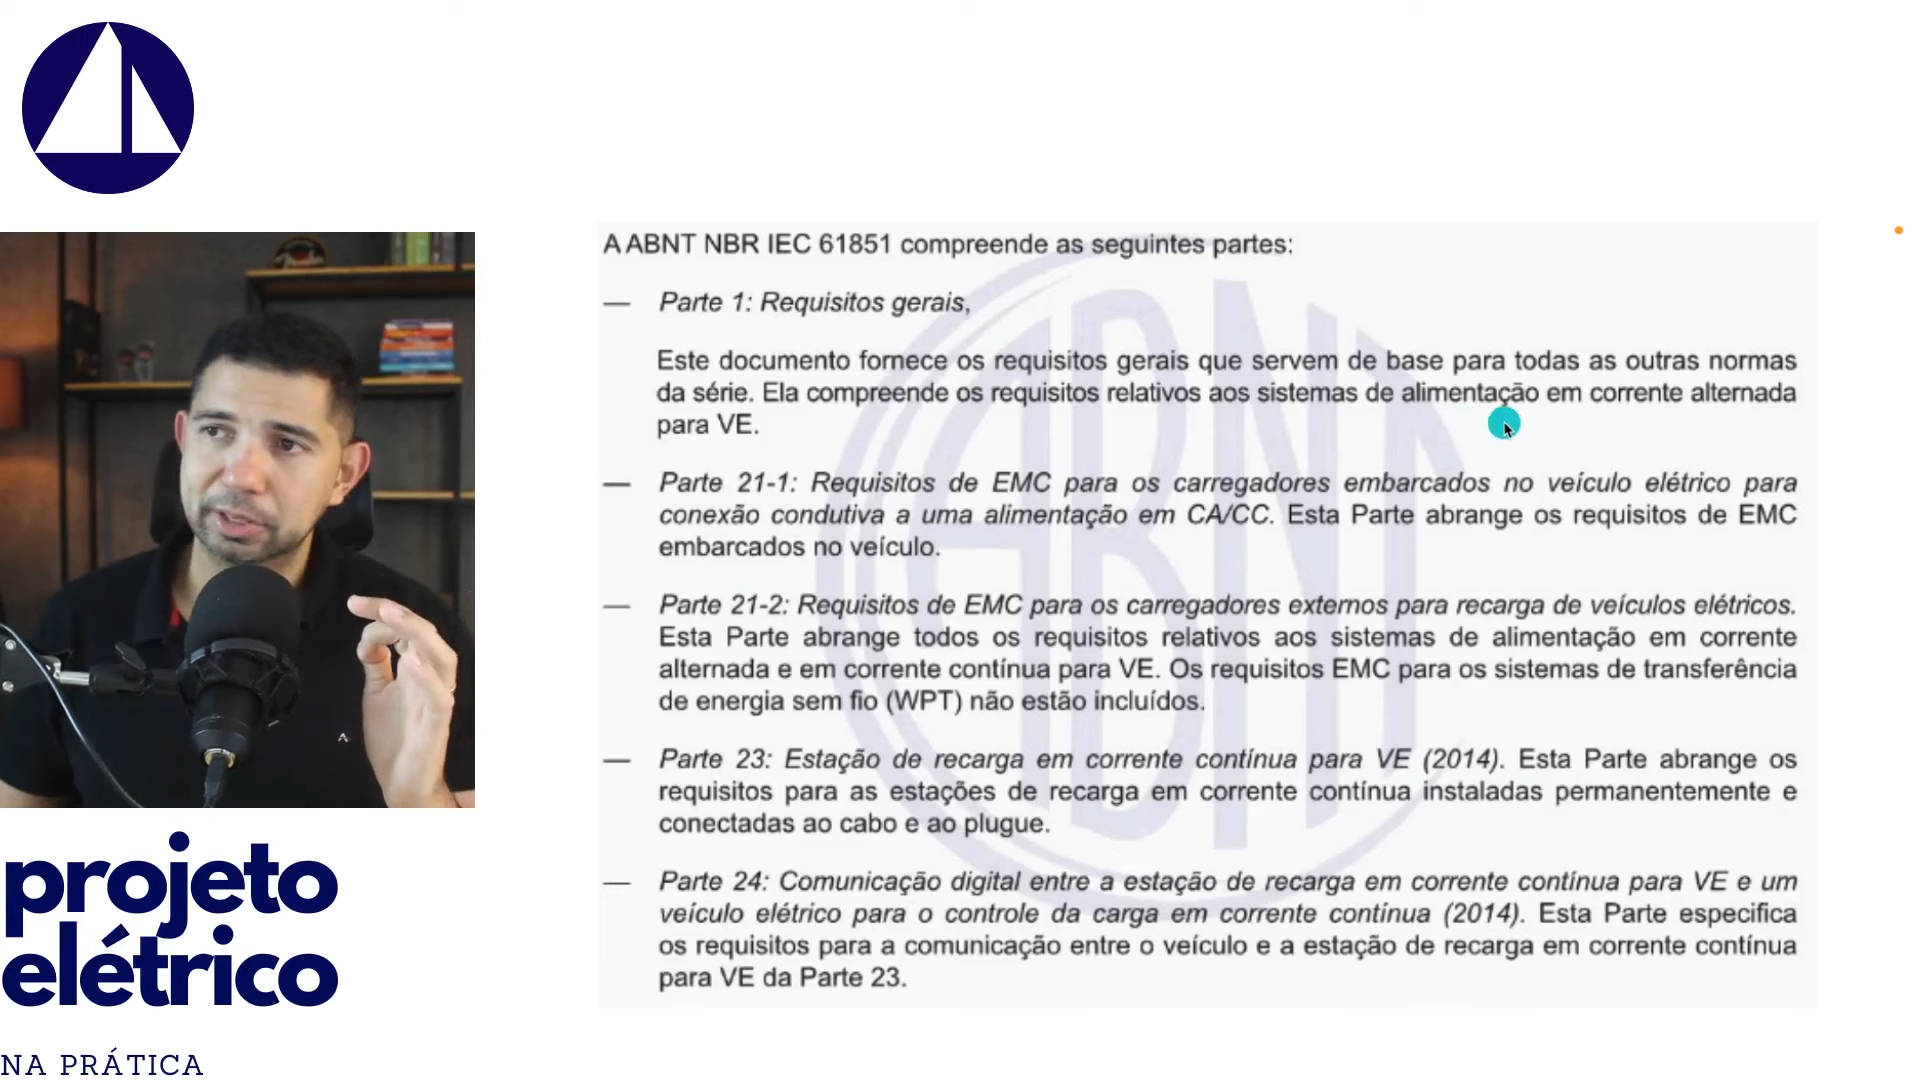 A ABNT NBR IEC 61851 compreende as seguintes partes:
— Parte 1: Requisitos gerais,
Este documento fornece os requisitos gerais que servem de base para todas as outras normas
da série. Ela compreende os requisitos relativos aos sistemas de alimentação em corrente alternada
para VE.
— Parte 21-1: Requisitos de EMC para os carregadores embarcados no veículo elétrico para
conexão condutiva a uma alimentação em CA/CC. Esta Parte abrange os requisitos de EMC
embarcados no veículo.
— Parte 21-2: Requisitos de EMC para os carregadores externos para recarga de veículos elétricos.
Esta Parte abrange todos os requisitos relativos aos sistemas de alimentação em corrente
alternada e em corrente contínua para VE. Os requisitos EMC para os sistemas de transferência
de energia sem fio (WPT) não estão incluídos.
— Parte 23: Estação de recarga em corrente contínua para VE (2014). Esta Parte abrange os
requisitos para as estações de recarga em corrente contínua instaladas permanentemente e
conectadas ao cabo e ao plugue.
— Parte 24: Comunicação digital entre a estação de recarga em corrente contínua para VE e um
veículo elétrico para o controle da carga em corrente contínua (2014). Esta Parte especifica
os requisitos para a comunicação entre o veículo e a estação de recarga em corrente contínua
para VE da Parte 23.
ABNT
projeto
elétrico
NA PRÁTICA